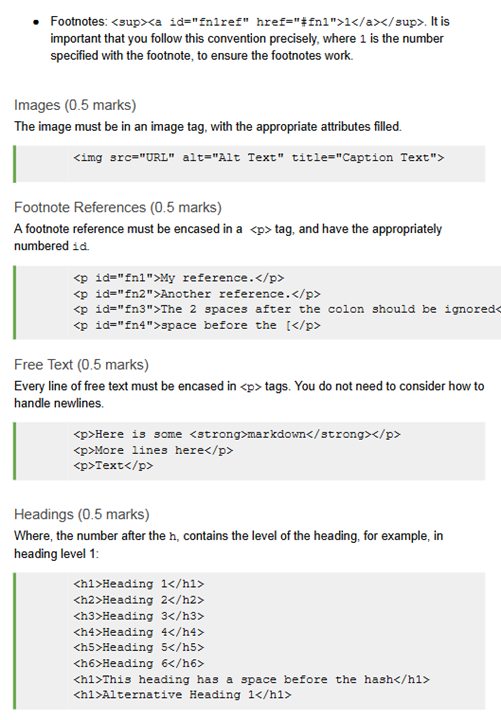 • Footnotes: <sup><a id="fn1ref" href="#fn1">1</a></sup>. It is
important that you follow this convention precisely, where 1 is the number
specified with the footnote, to ensure the footnotes work.
Images (0.5 marks)
The image must be in an image tag, with the appropriate attributes filled.
<img src="URL" alt="Alt Text" title="Caption Text">
Footnote References (0.5 marks)
A footnote reference must be encased in a <p> tag, and have the appropriately
numbered id.
<p id="fn1">My reference.</p>
<p id="fn2">Another reference.</p>
<p id="fn3">The 2 spaces after the colon should be ignored<
<p id="fn4">space before the [</p>
Free Text (0.5 marks)
Every line of free text must be encased in <p> tags. You do not need to consider how to
handle newlines.
<p>Here is some <strong>markdown</strong></p>
<p>More lines here</p>
<p>Text</p>
Headings (0.5 marks)
Where, the number after the h, contains the level of the heading, for example, in
heading level 1:
<h1>Heading 1</h1>
<h2>Heading 2</h2>
<h3>Heading 3</h3>
<h4>Heading 4</h4>
<h5>Heading 5</h5>
<h6>Heading 6</h6>
<h1>This heading has a space before the hash</h1>
<h1>Alternative Heading 1</h1>